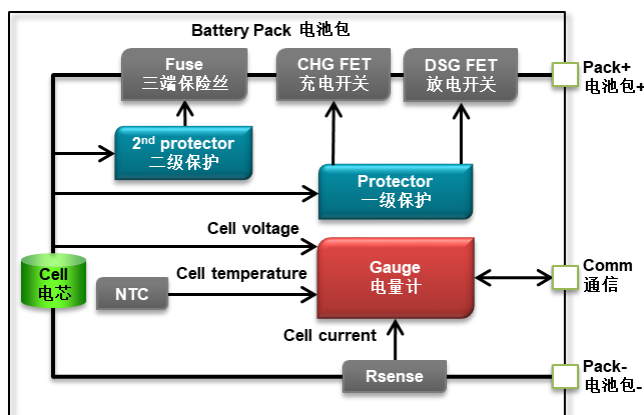 Battery Pack 电池包
Fuse
三端保险丝
CHG FET
充电开关
DSG FET
放电开关
Pack+
电池包+
2nd protector
二级保护
Protector
一级保护
Cell voltage
Cell
电芯
Cell temperature
NTC
Gauge
电量计
Comm
通信
Cell current
Rsense
Pack-
电池包-